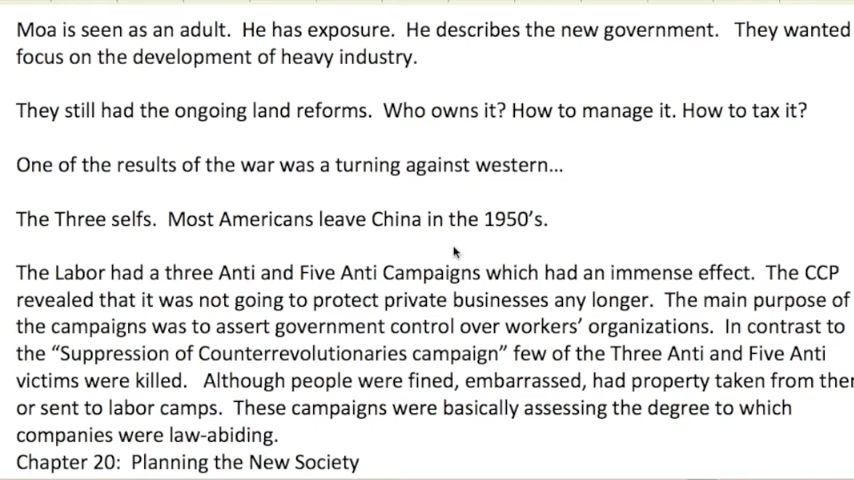 Moa is seen as an adult.  He has exposure.  He describes the new government.   They wanted
focus on the development of heavy industry.
They still had the ongoing land reforms.  Who owns it? How to manage it. How to tax it?
One of the results of the war was a turning against western…
The Three selfs.  Most Americans leave China in the 1950’s.
The Labor had a three Anti and Five Anti Campaigns which had an immense effect.  The CCP
revealed that it was not going to protect private businesses any longer.  The main purpose of
the campaigns was to assert government control over workers’ organizations.  In contrast to
the “Suppression of Counterrevolutionaries campaign” few of the Three Anti and Five Anti
victims were killed.   Although people were fined, embarrassed, had property taken from
or sent to labor camps.  These campaigns were basically assessing the degree to which
companies were law-abiding.
Chapter 20:  Planning the New Society